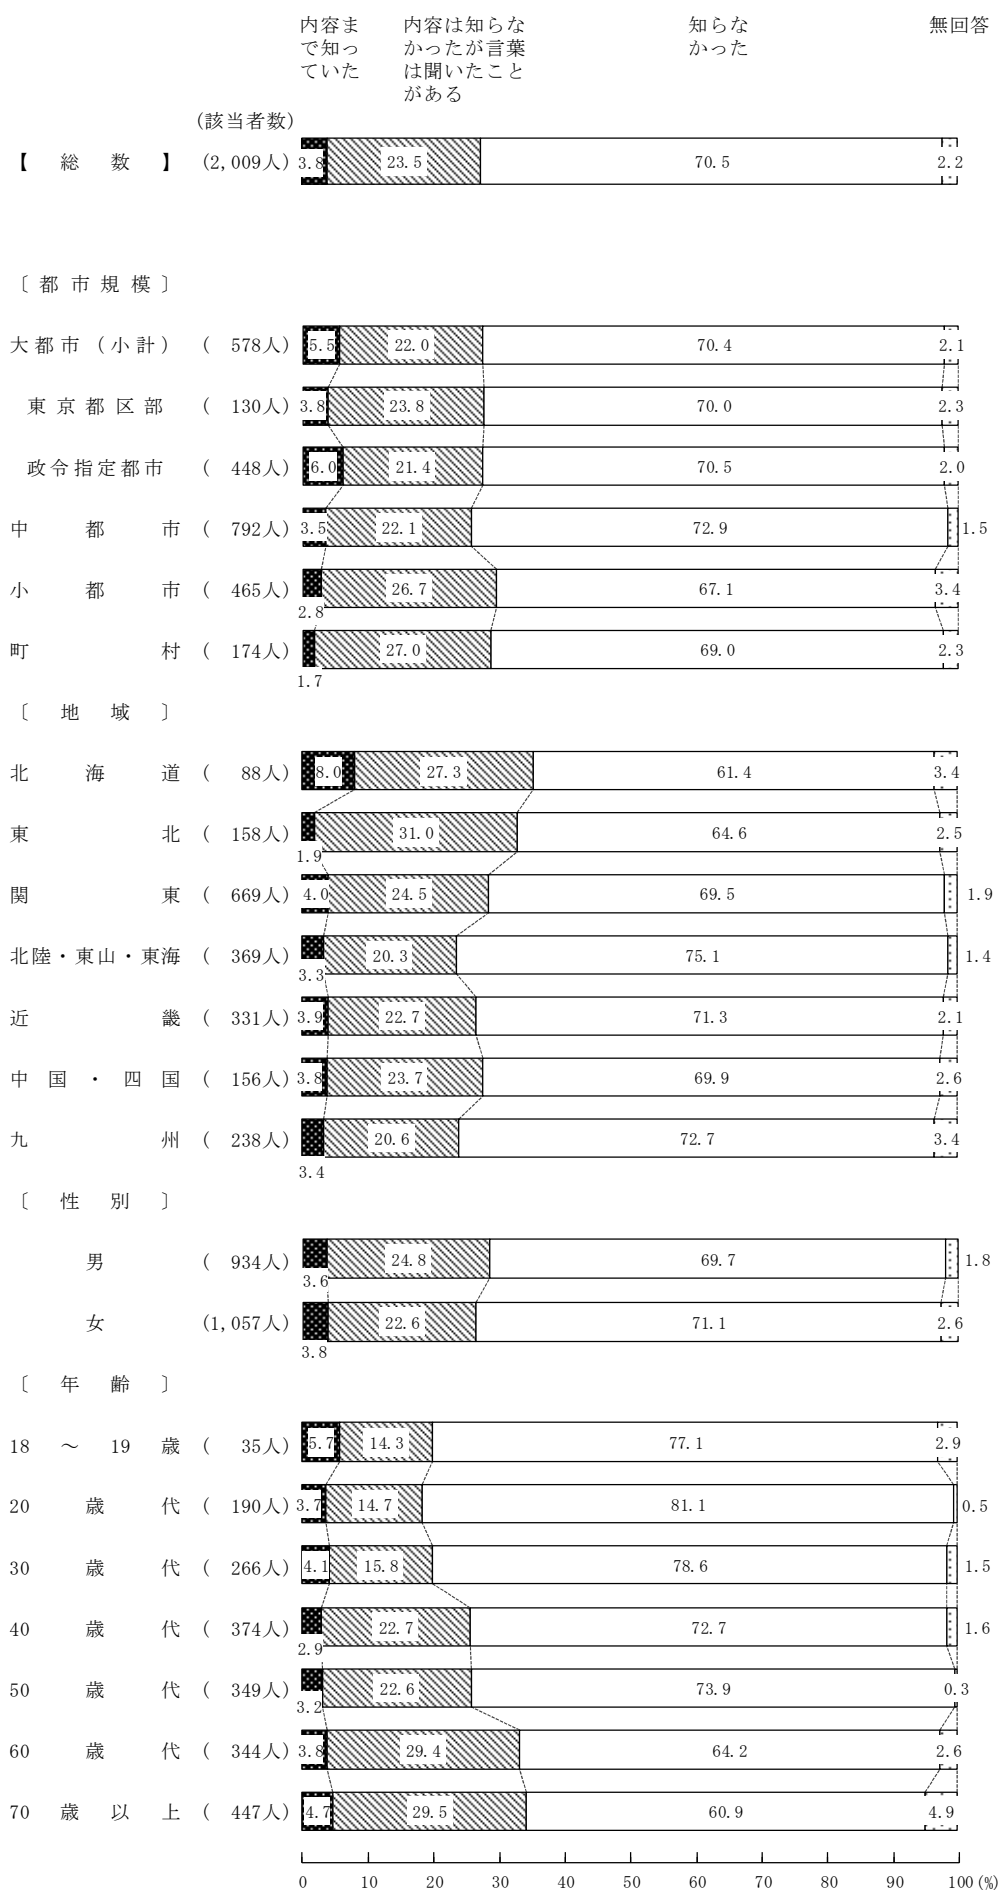 内容ま
で知っ
ていた
内容は知らな
かったが言葉
は聞いたこと
がある
知らな
かった
無回答
(該当者数)
【 総 数 】 (2,009人) 3.8 23.5 70.5 2.2
〔 都 市 規 模 〕
大都市(小計) ( 578人) 5.5 22.0 70.4 2.1
東京都区部 ( 130人) 3.8 23.8 70.0 2.3
政令指定都市 ( 448人) 6.0 21.4 70.5 2.0
中 都 市 ( 792人) 3.5 22.1 72.9 1.5
小 都 市 ( 465人) 2.8 26.7 67.1 3.4
町 村 ( 174人) 1.7 27.0 69.0 2.3
〔 地 域 〕
北 海 道 ( 88人) 8.0 27.3 61.4 3.4
東 北 ( 158人) 1.9 31.0 64.6 2.5
関 東 ( 669人) 4.0 24.5 69.5 1.9
北陸・東山・東海 ( 369人) 3.3 20.3 75.1 1.4
近 畿 ( 331人) 3.9 22.7 71.3 2.1
中 国 ・ 四 国 ( 156人) 3.8 23.7 69.9 2.6
九 州 ( 238人) 3.4 20.6 72.7 3.4
〔 性 別 〕
男 ( 934人) 3.6 24.8 69.7 1.8
女 (1,057人) 3.8 22.6 71.1 2.6
〔 年 齢 〕
18 ～ 19 歳 ( 35人) 5.7 14.3 77.1 2.9
20 歳 代 ( 190人) 3.7 14.7 81.1 0.5
30 歳 代 ( 266人) 4.1 15.8 78.6 1.5
40 歳 代 ( 374人) 2.9 22.7 72.7 1.6
50 歳 代 ( 349人) 3.2 22.6 73.9 0.3
60 歳 代 ( 344人) 3.8 29.4 64.2 2.6
70 歳 以 上 ( 447人) 4.7 29.5 60.9 4.9
0 10 20 30 40 50 60 70 80 90 100 (%)